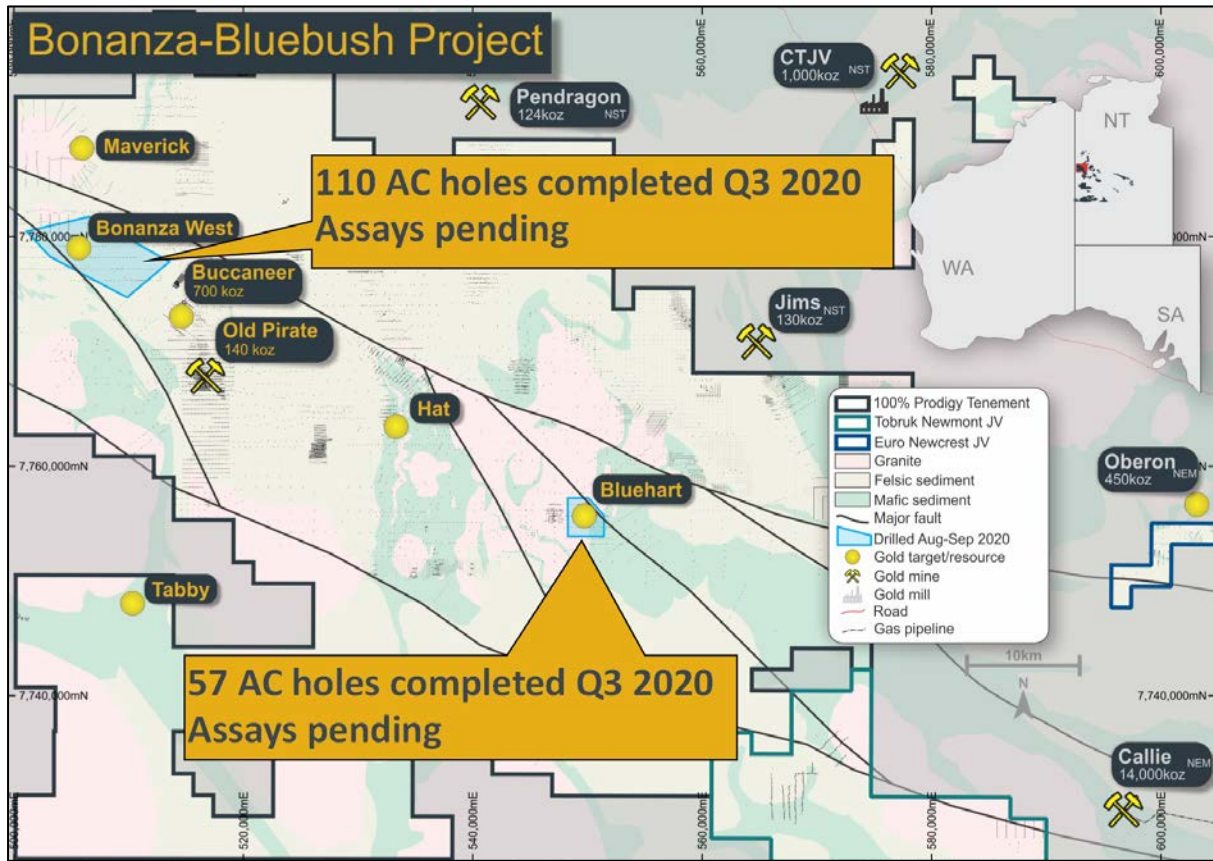 Bonanza-Bluebush Project
560,000mE
580,000mE
600,000mE
CTJV NST
1,000koz
Pendragon
124koz NST
NT
WA
SA
Maverick
110 AC holes completed Q3 2020
Assays pending
Bonanza West
7,780,000mN
Buccaneer
700 koz
Old Pirate
140 koz
Jims NST
130koz
Hat
7,760,000mN
Bluehart
100% Prodigy Tenement
Tobruk Newmont JV
Euro Newcrest JV
Granite
Felsic sediment
Mafic sediment
Major fault
Drilled Aug-Sep 2020
Gold target/resource
Gold mine
Gold mill
Road
Gas pipeline
Oberon NEM
450koz
Tabby
10km
N
57 AC holes completed Q3 2020
Assays pending
7,740,000mN
7,740,000mN
Callie NEM
14,000koz
500,000mE
520,000mE
540,000mE
560,000mE
580,000mE
600,000mE